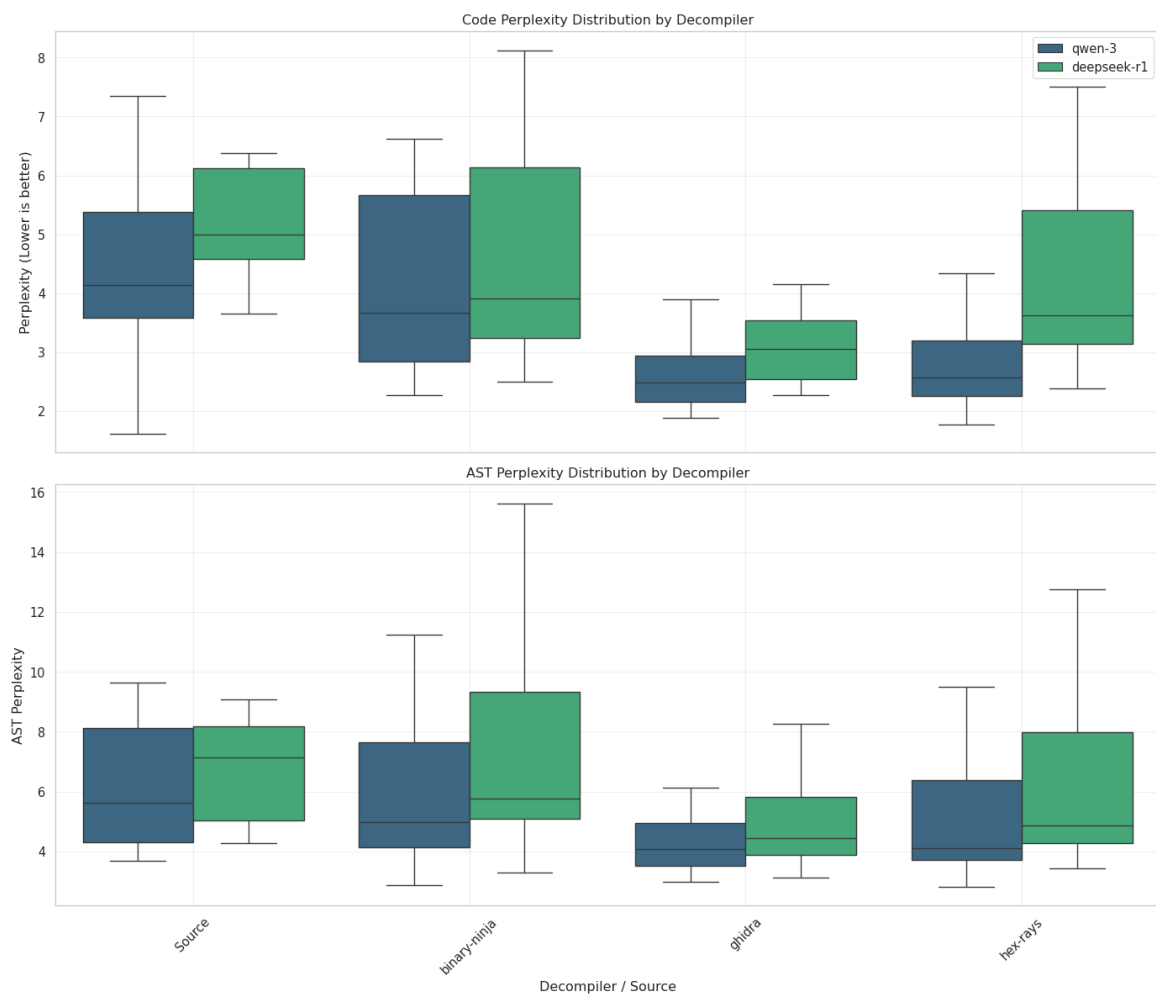 Code Perplexity Distribution by Decompiler
qwen-3
deepseek-r1
Perplexity (Lower is better)
8
7
6
5
4
3
2
AST Perplexity Distribution by Decompiler
AST Perplexity
16
14
12
10
8
6
4
Source
binary-ninja
ghidra
hex-rays
Decompiler / Source